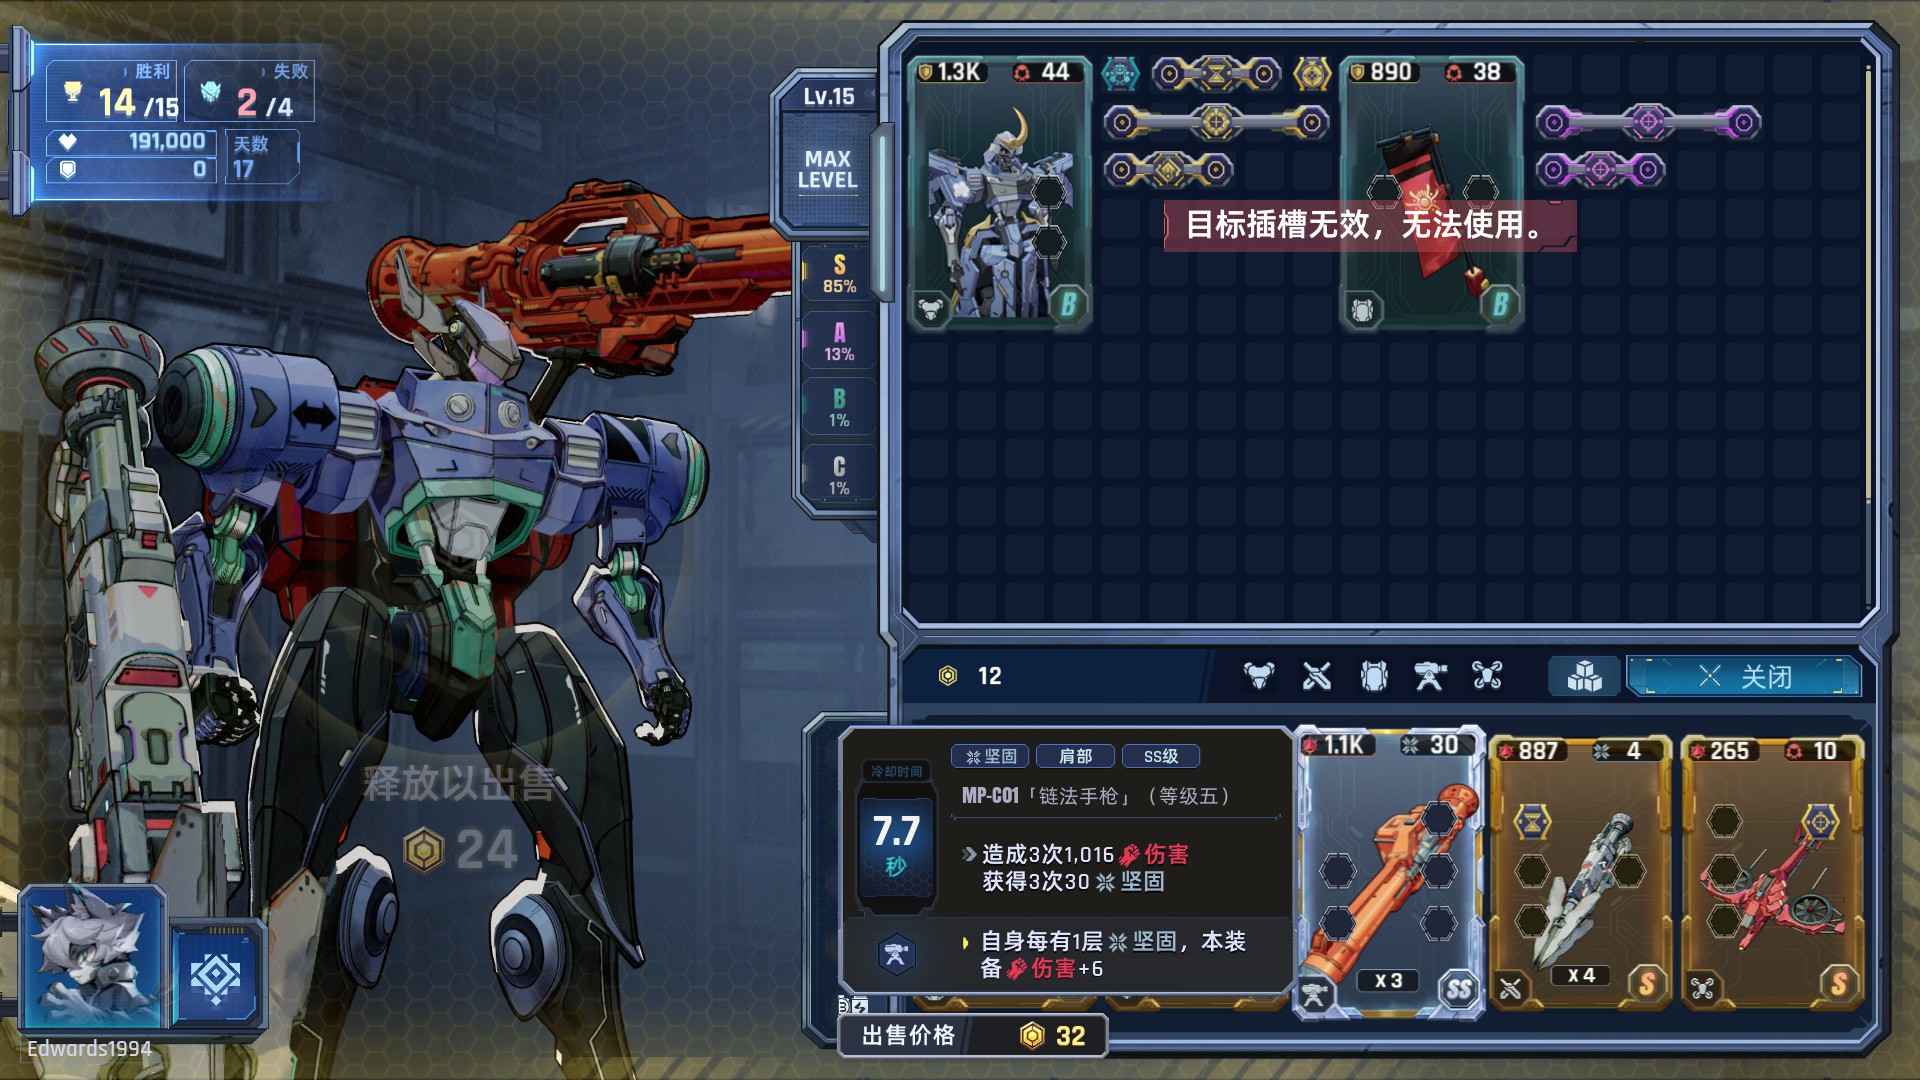 胜利
14 /15
失败
2 /4
191,000
0
天数
17
Lv.15
MAX
LEVEL
S
85%
A
13%
B
1%
C
1%
1.3K
44
B
890
38
B
目标插槽无效，无法使用。
12
关闭
释放以出售
24
冷却时间
7.7
秒
坚固
肩部
SS级
MP-C01「链法手枪」（等级五）
造成3次1,016 伤害
获得3次30 坚固
自身每有1层 坚固，本装
备 伤害+6
出售价格
32
1.1K
30
x3
SS
887
4
x4
S
265
10
S
Edwards1994